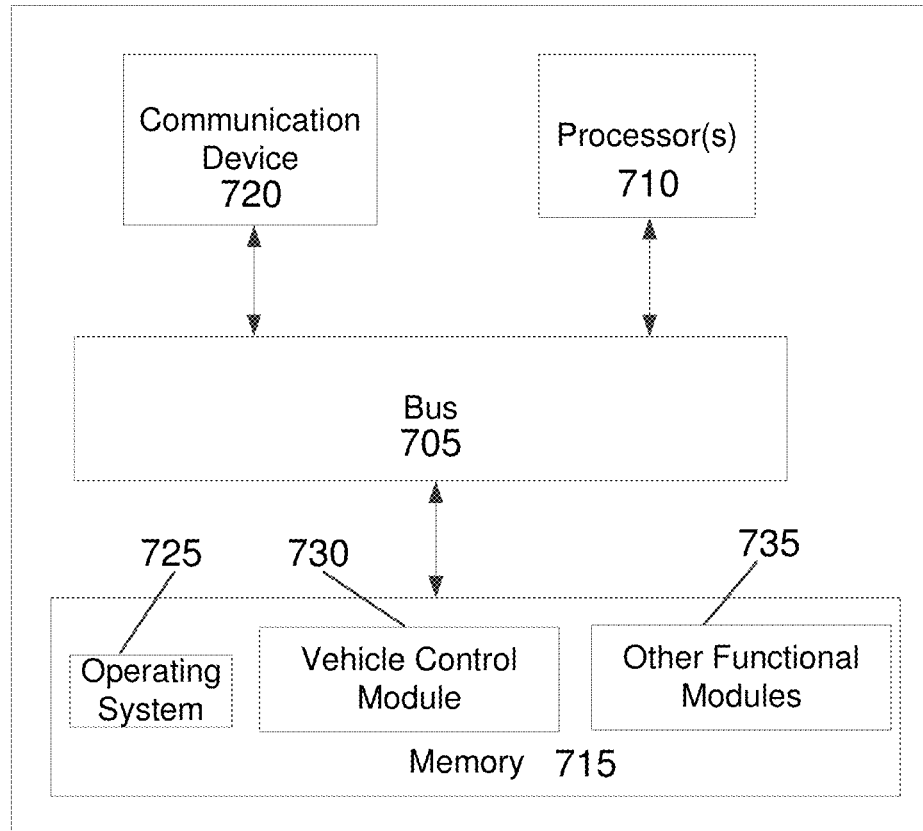 Communication
Device
720
Processor(s)
710
Bus
705
725
730
735
Operating
System
Vehicle Control
Module
Other Functional
Modules
Memory 715